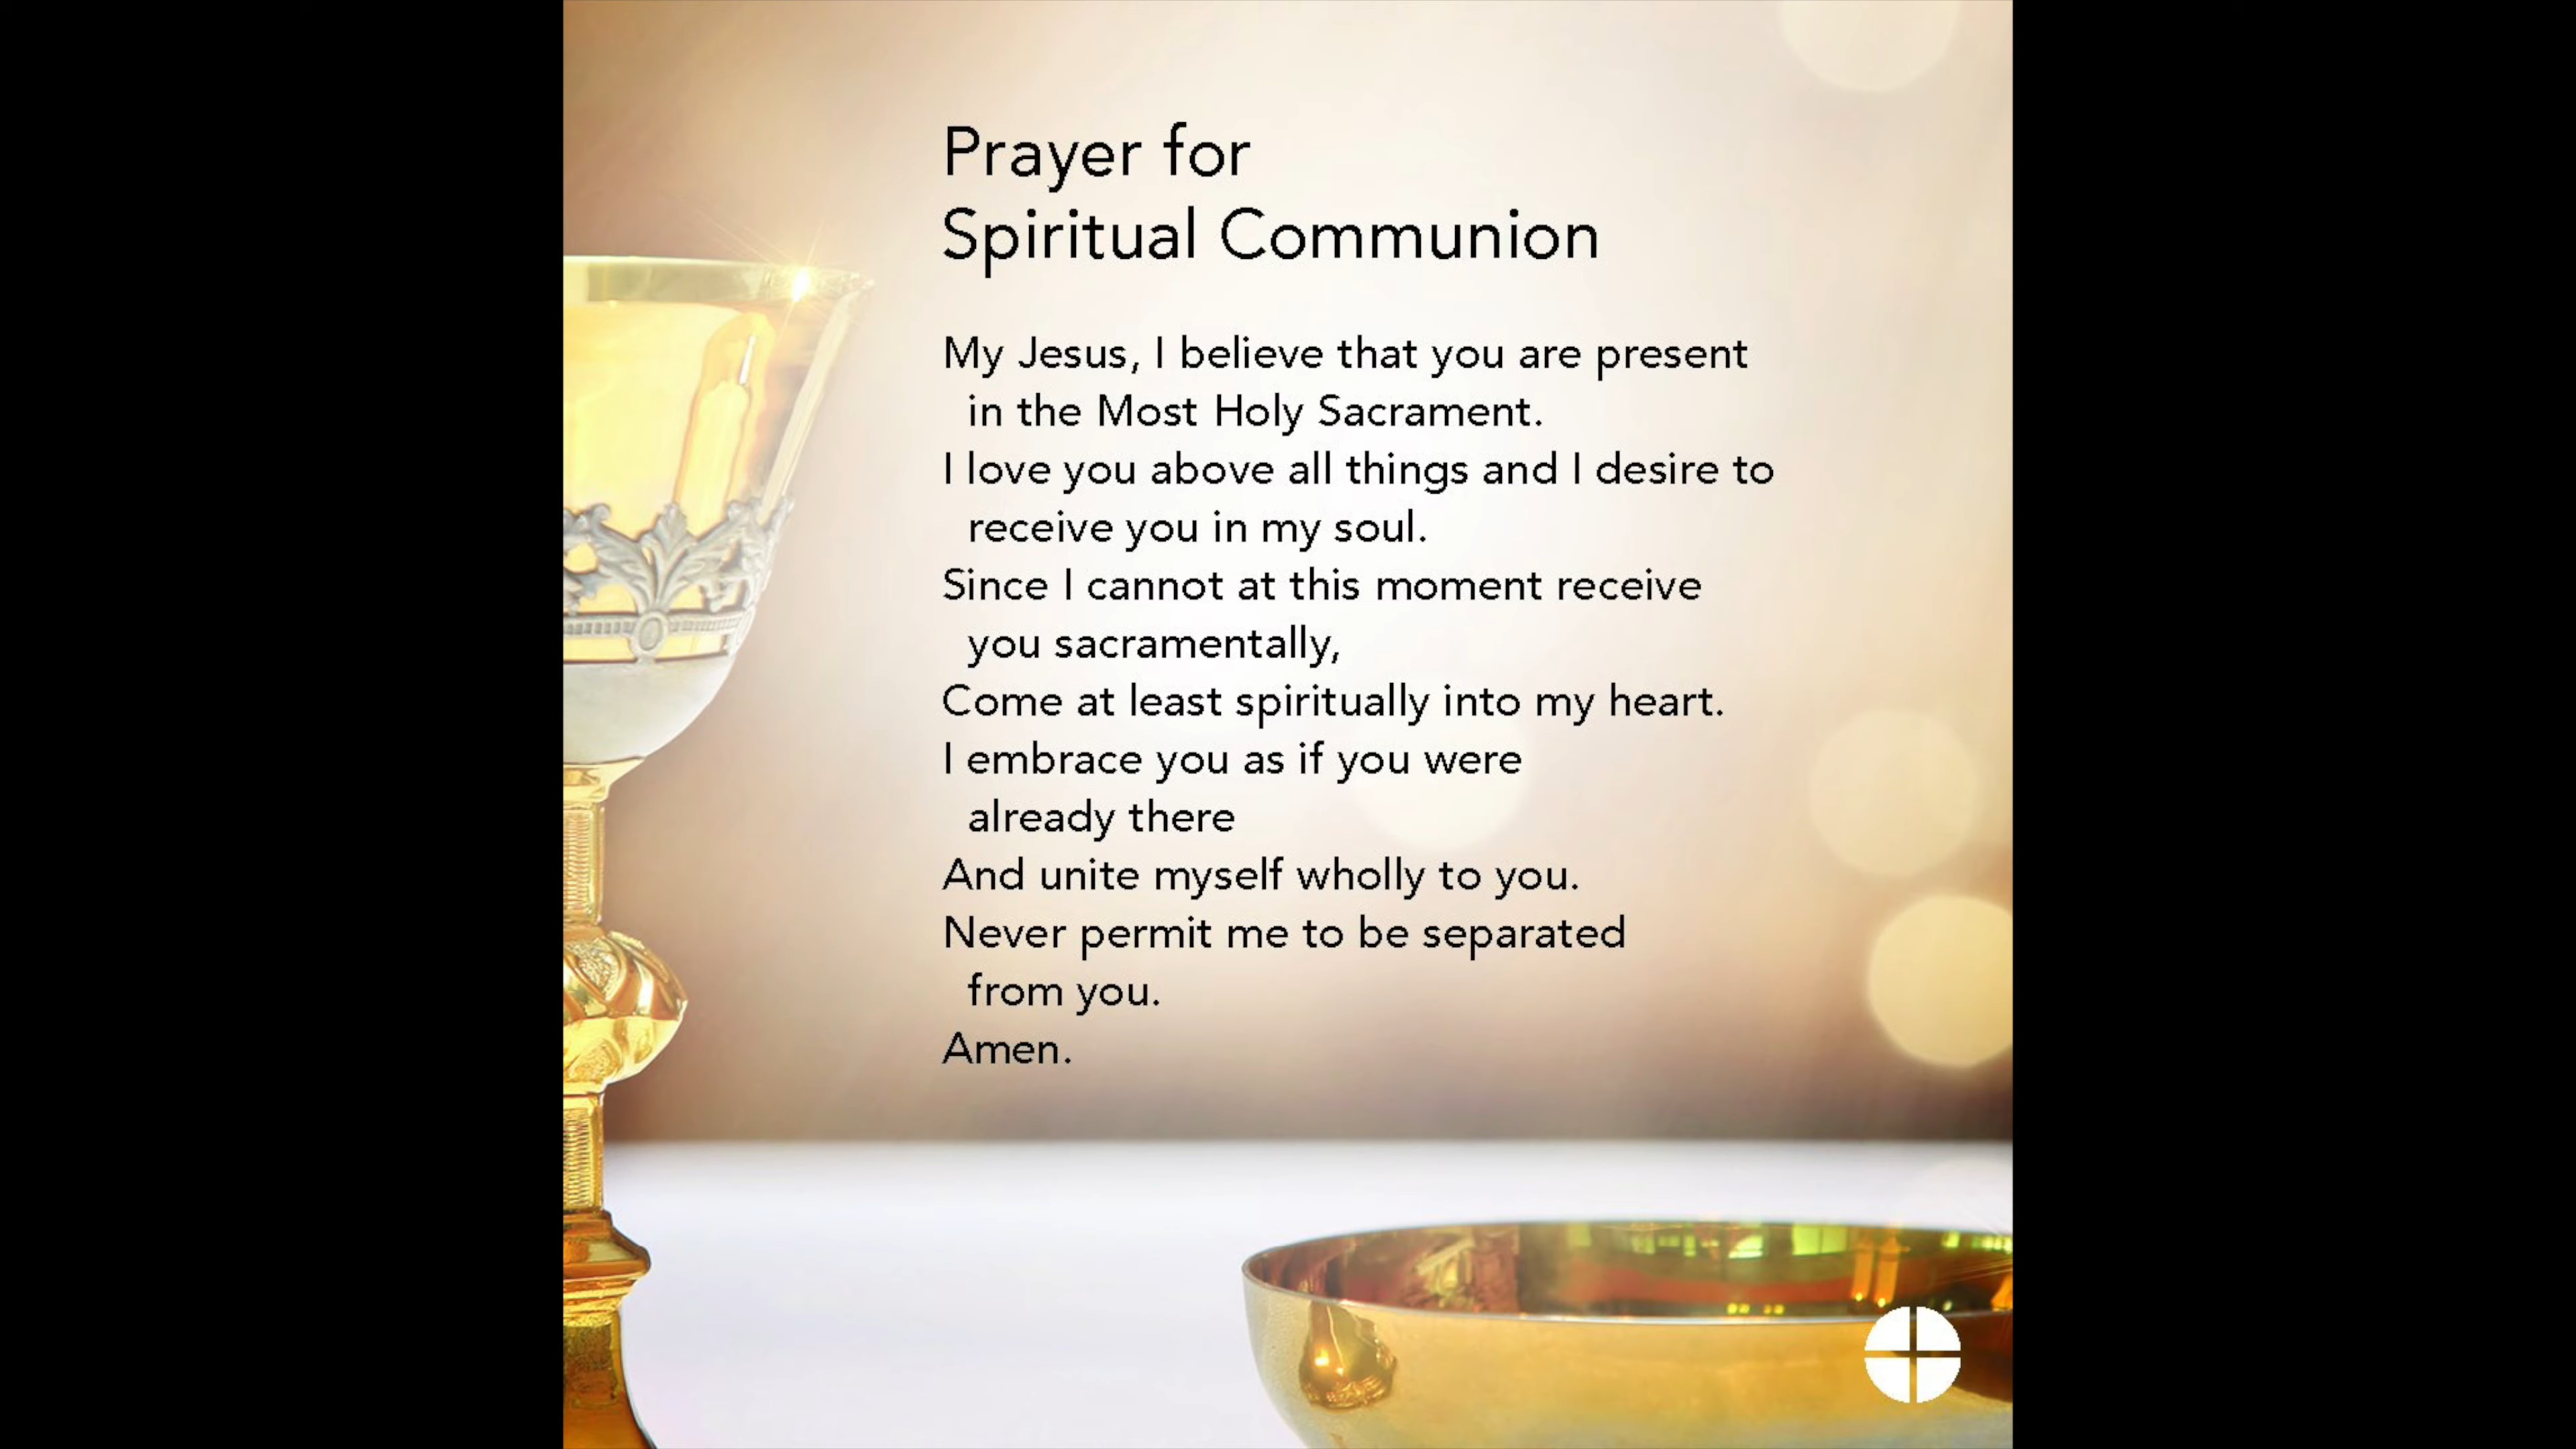 Prayer for
Spiritual Communion
My Jesus, I believe that you are present
in the Most Holy Sacrament.
I love you above all things and I desire to
receive you in my soul.
Since I cannot at this moment receive
you sacramentally,
Come at least spiritually into my heart.
I embrace you as if you were
already there
And unite myself wholly to you.
Never permit me to be separated
from you.
Amen.